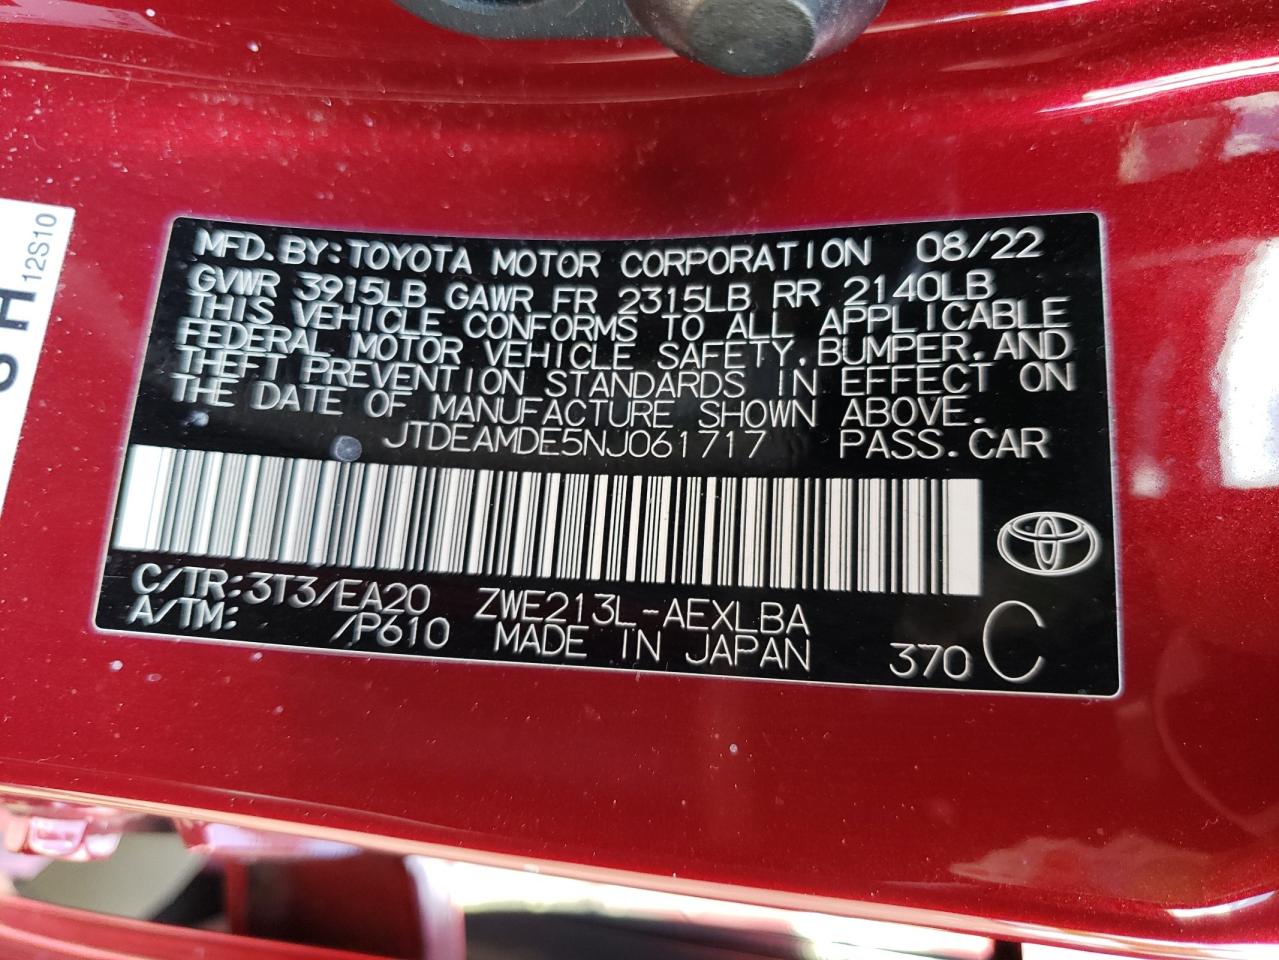 MFD. BY: TOYOTA MOTOR CORPORATION 08/22
GVWR 3915LB GAWR FR 2315LB RR 2140LB
THIS VEHICLE CONFORMS TO ALL APPLICABLE
FEDERAL MOTOR VEHICLE SAFETY, BUMPER, AND
THEFT PREVENTION STANDARDS IN EFFECT ON
THE DATE OF MANUFACTURE SHOWN ABOVE.
JTDEAMDE5NJ061717 PASS. CAR
C/TR: 3T3/EA20 ZWE213L-AEXLBA
A/TM: /P610 MADE IN JAPAN 370 C
12S10